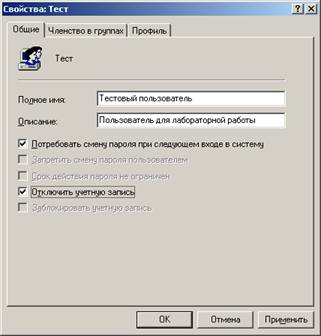 Свойства: Тест
Общие
Членство в группах
Профиль
Тест
Полное имя:
Тестовый пользователь
Описание:
Пользователь для лабораторной работы
Потребовать смену пароля при следующем входе в систему
Запретить смену пароля пользователем
Срок действия пароля не ограничен
Отключить учетную запись
Заблокировать учетную запись
ОК
Отмена
Применить